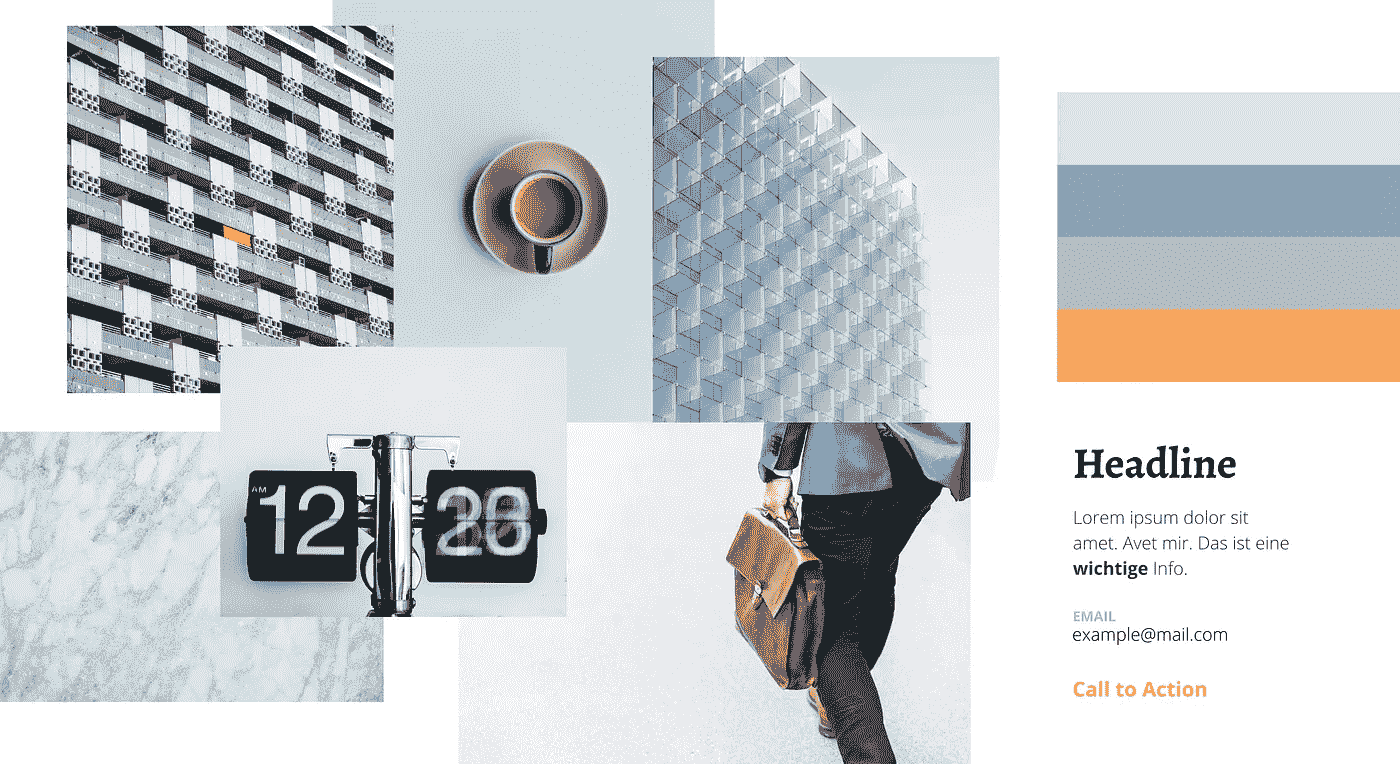 AM
12
Headline
Lorem ipsum dolor sit
amet. Avet mir. Das ist eine
wichtige Info.
EMAIL
example@mail.com
Call to Action